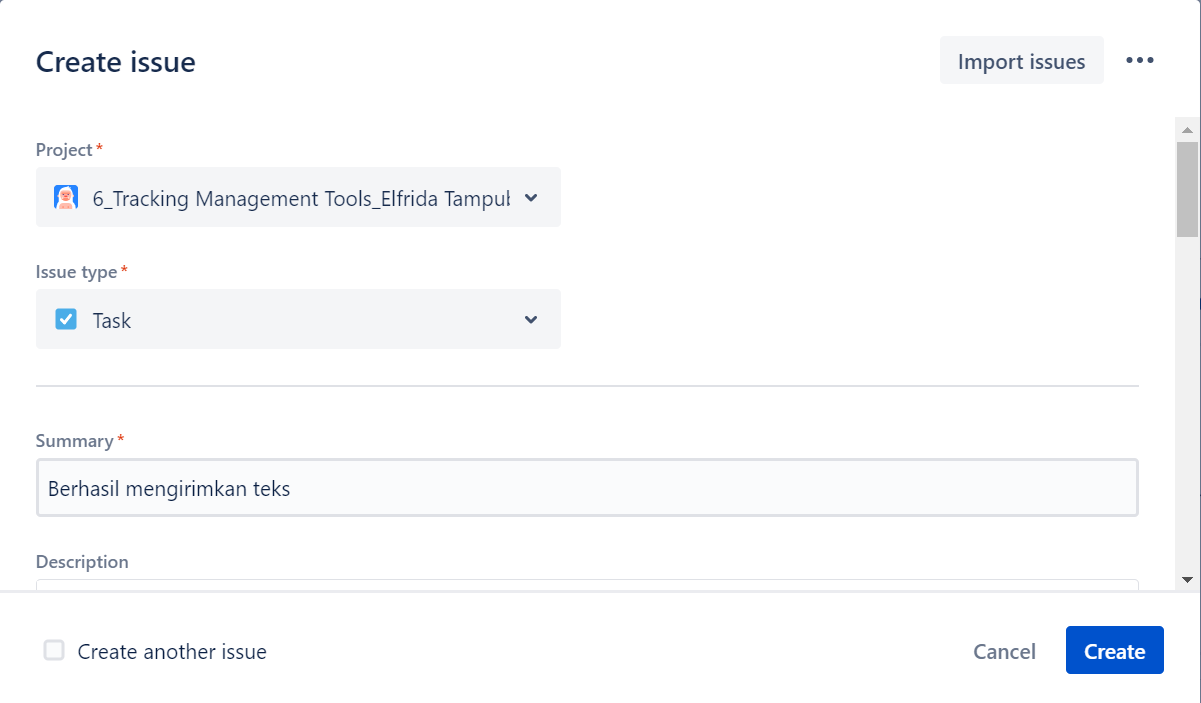 Create issue
Import issues
Project*
6_Tracking Management Tools_Elfrida
Issue type*
Task
Summary*
Berhasil mengirimkan teks
Description
Create another issue
Cancel
Create